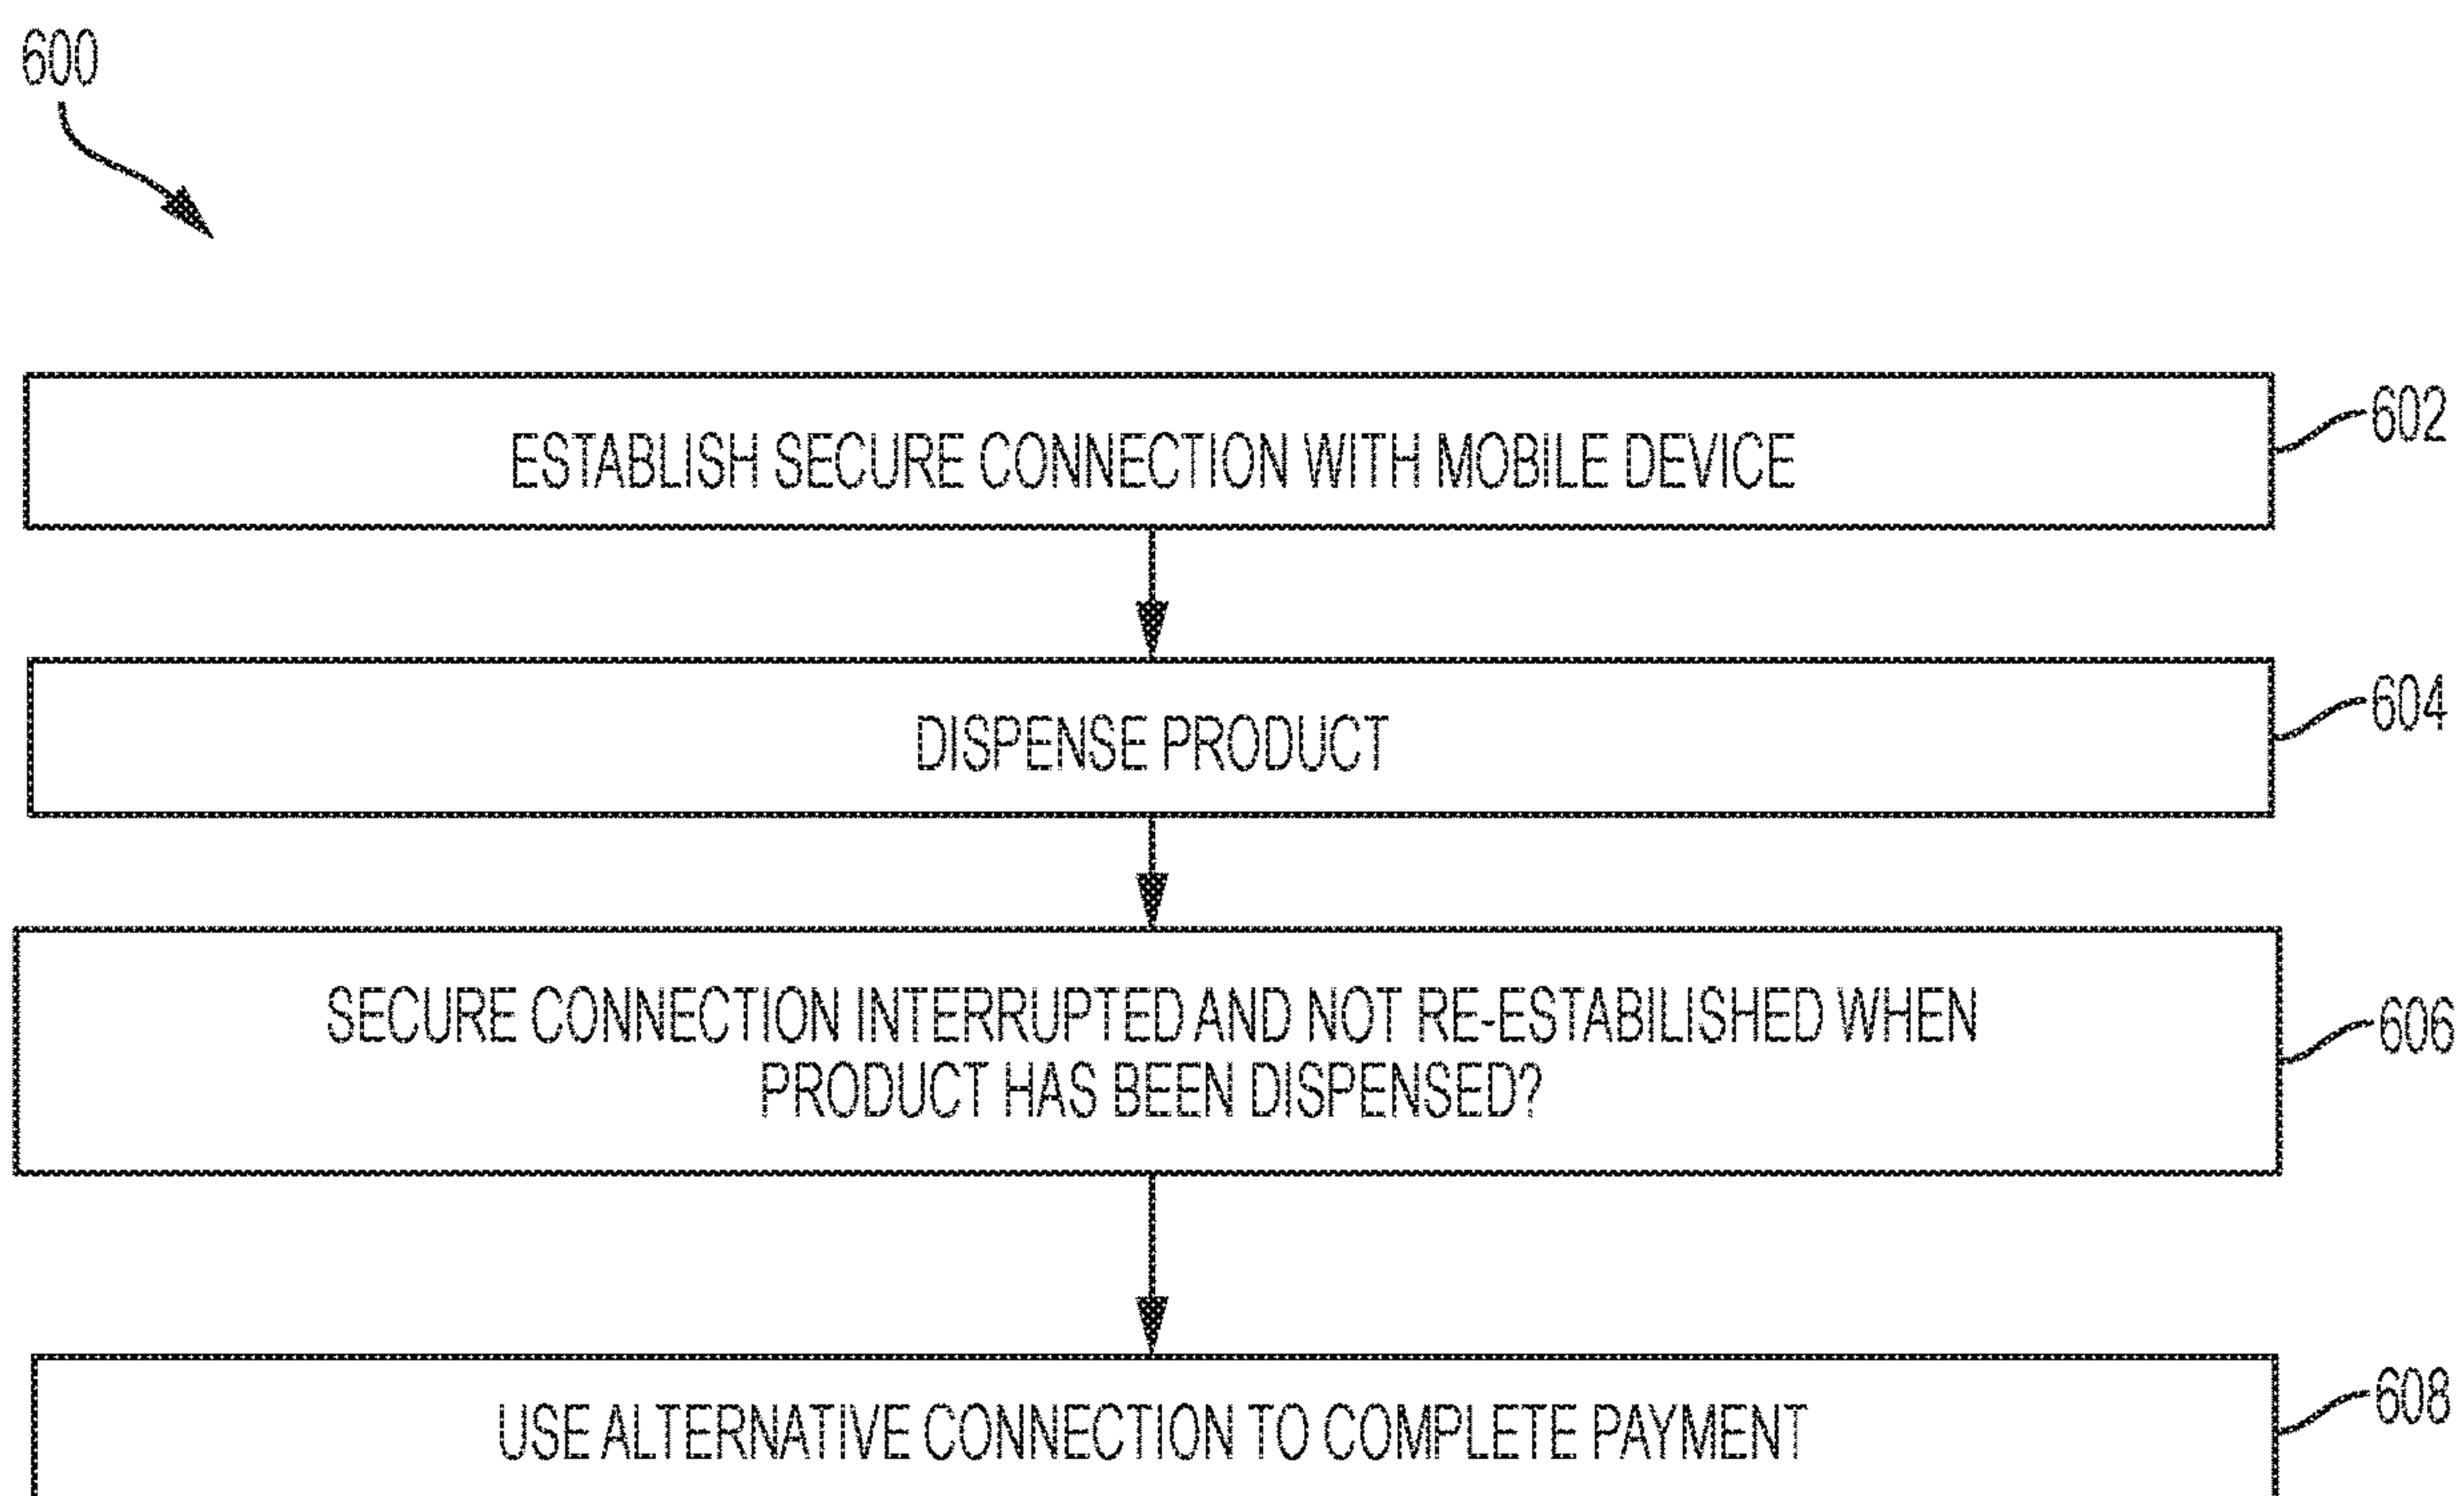 600
ESTABLISH SECURE CONNECTION WITH MOBILE DEVICE
602
DISPENSE PRODUCT
604
SECURE CONNECTION INTERRUPTED AND NOT RE-ESTABILISHED WHEN
PRODUCT HAS BEEN DISPENSED?
606
USE ALTERNATIVE CONNECTION TO COMPLETE PAYMENT
608